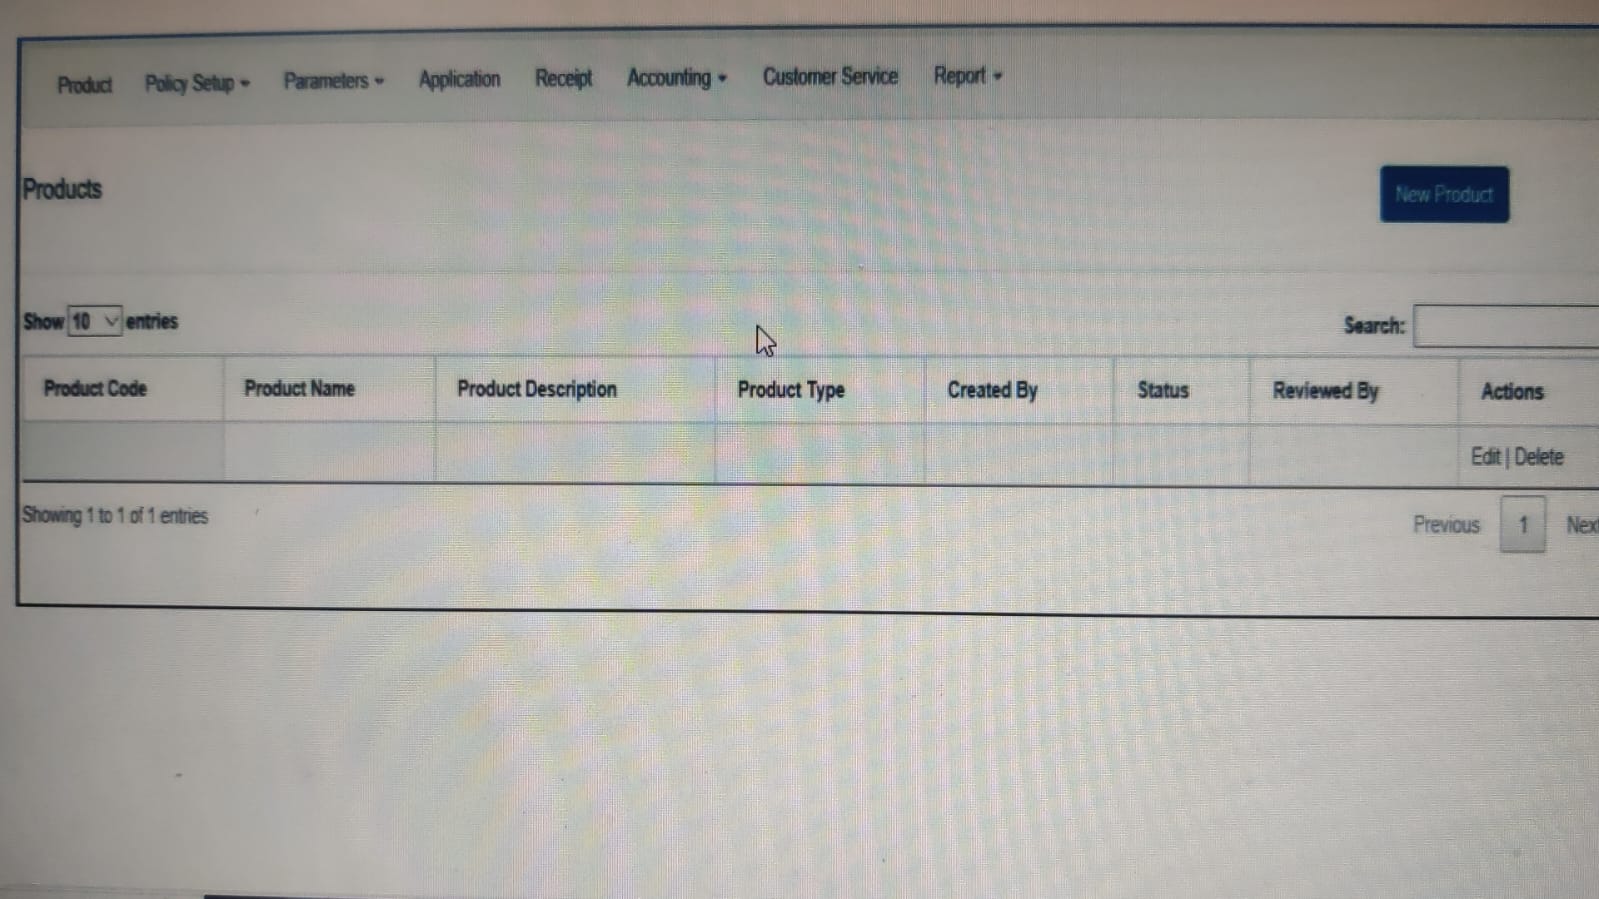 Product Policy Setup Parameters Application Receipt Accounting Customer Service Report
Products
New Product
Show 10 entries
Search:
Product Code Product Name Product Description Product Type Created By Status Reviewed By Actions
Edit | Delete
Showing 1 to 1 of 1 entries
Previous 1 Next